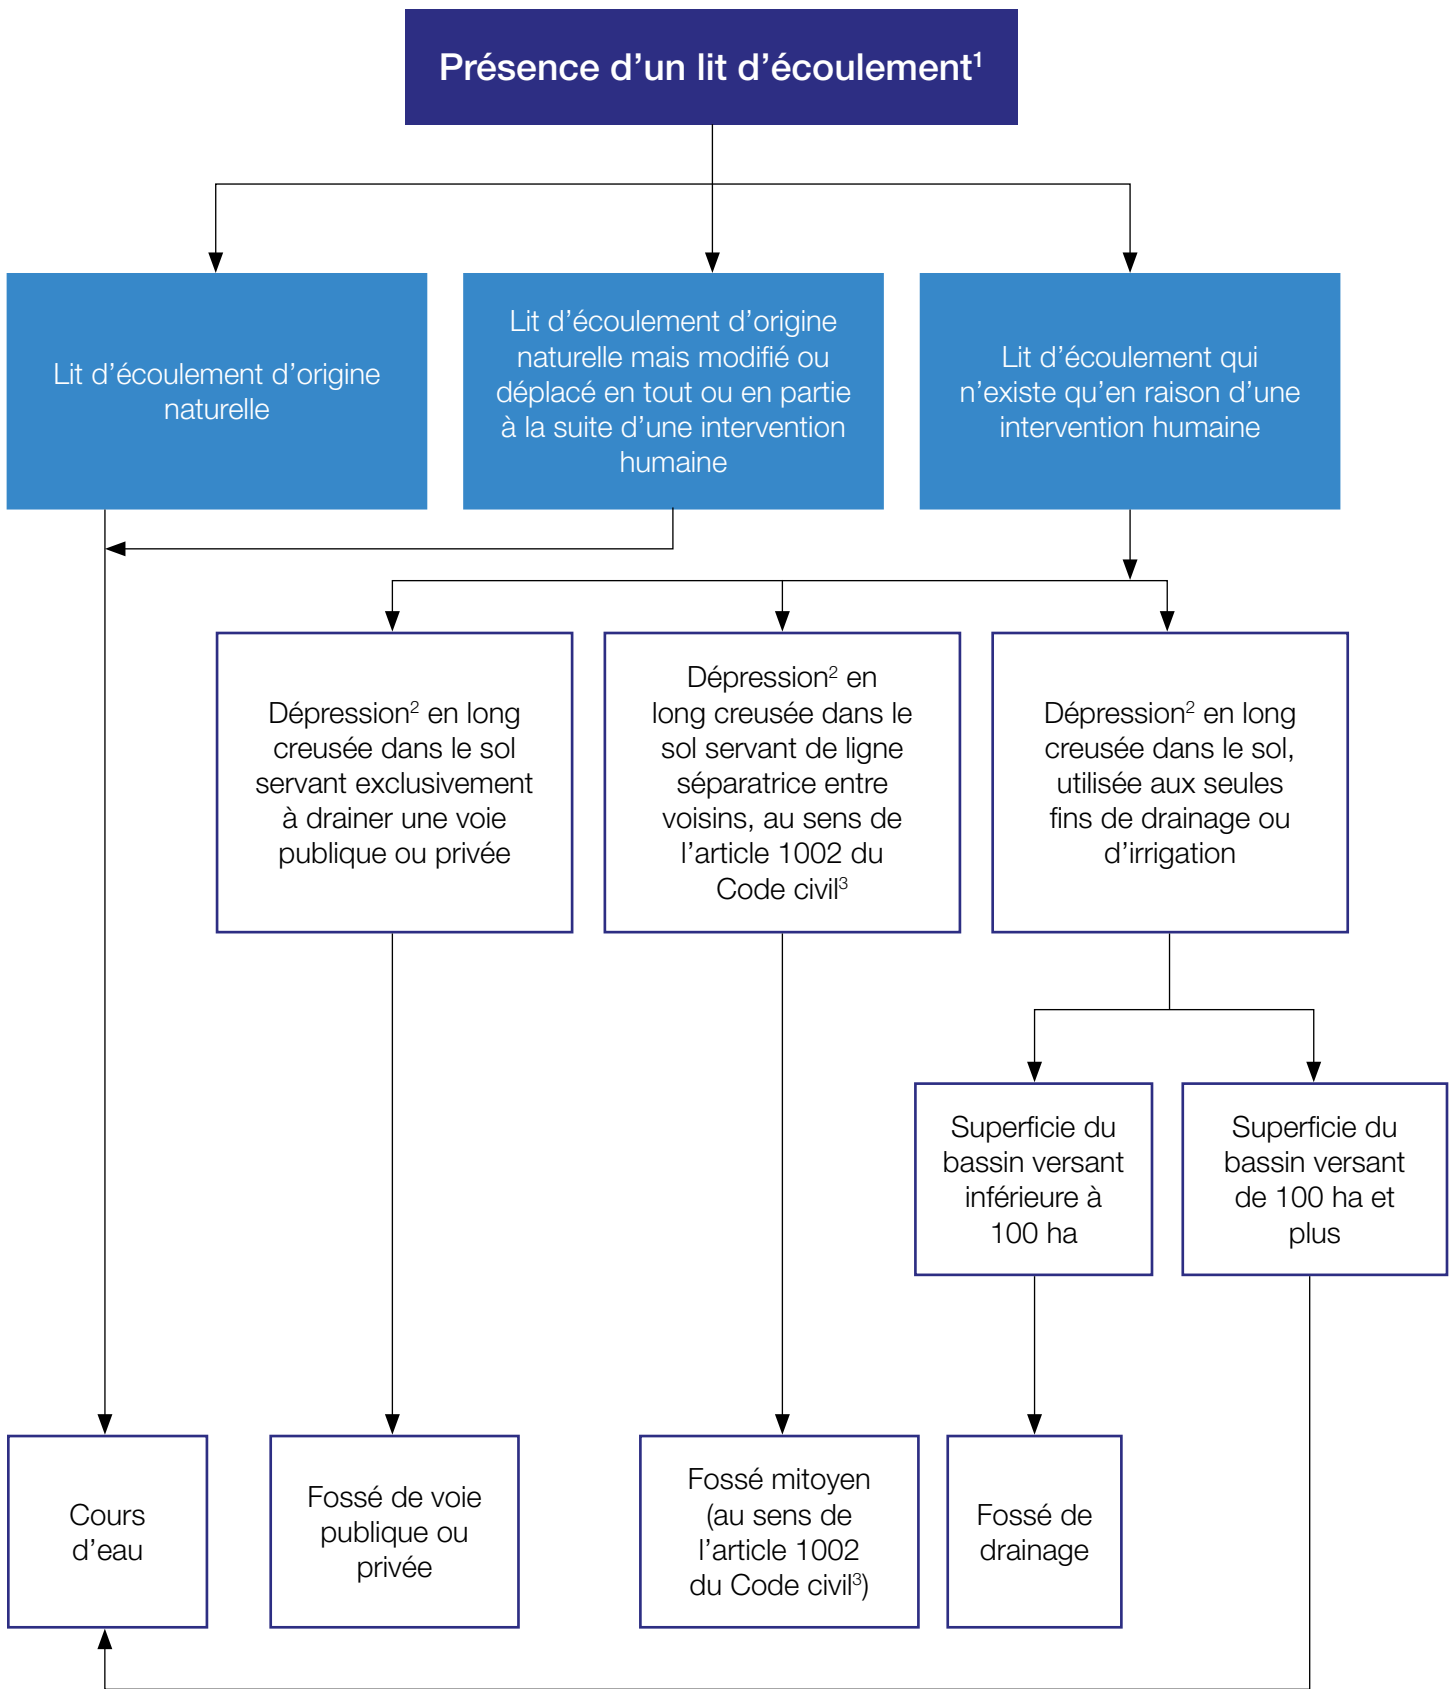 Présence d’un lit d’écoulement¹
Lit d’écoulement d’origine
naturelle
Lit d’écoulement d’origine
naturelle mais modifié ou
déplacé en tout ou en partie
à la suite d’une intervention
humaine
Lit d’écoulement qui
n’existe qu’en raison d’une
intervention humaine
Dépression² en long
creusée dans le sol
servant exclusivement
à drainer une voie
publique ou privée
Dépression² en
long creusée dans le
sol servant de ligne
séparatrice entre
voisins, au sens de
l’article 1002 du
Code civil³
Dépression² en long
creusée dans le sol,
utilisée aux seules
fins de drainage ou
d’irrigation
Superficie du
bassin versant
inférieure à
100 ha
Superficie du
bassin versant
de 100 ha et
plus
Cours
d’eau
Fossé de voie
publique ou
privée
Fossé mitoyen
(au sens de
l’article 1002
du Code civil³)
Fossé de
drainage